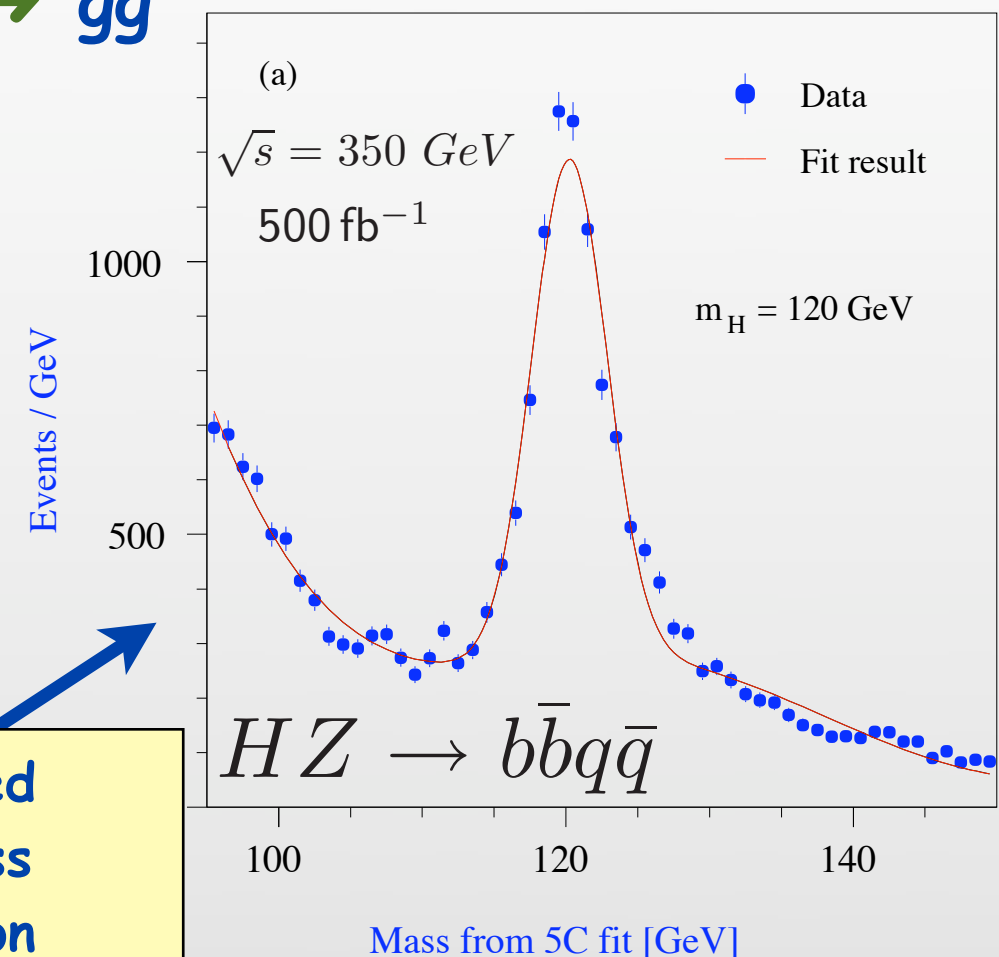 gg
(a)
√s = 350 GeV
500 fb⁻¹
Data
Fit result
m_H = 120 GeV
1000
500
Events / GeV
HZ → bb̄qq̄
100 120 140
Mass from 5C fit [GeV]
ed
ss
on